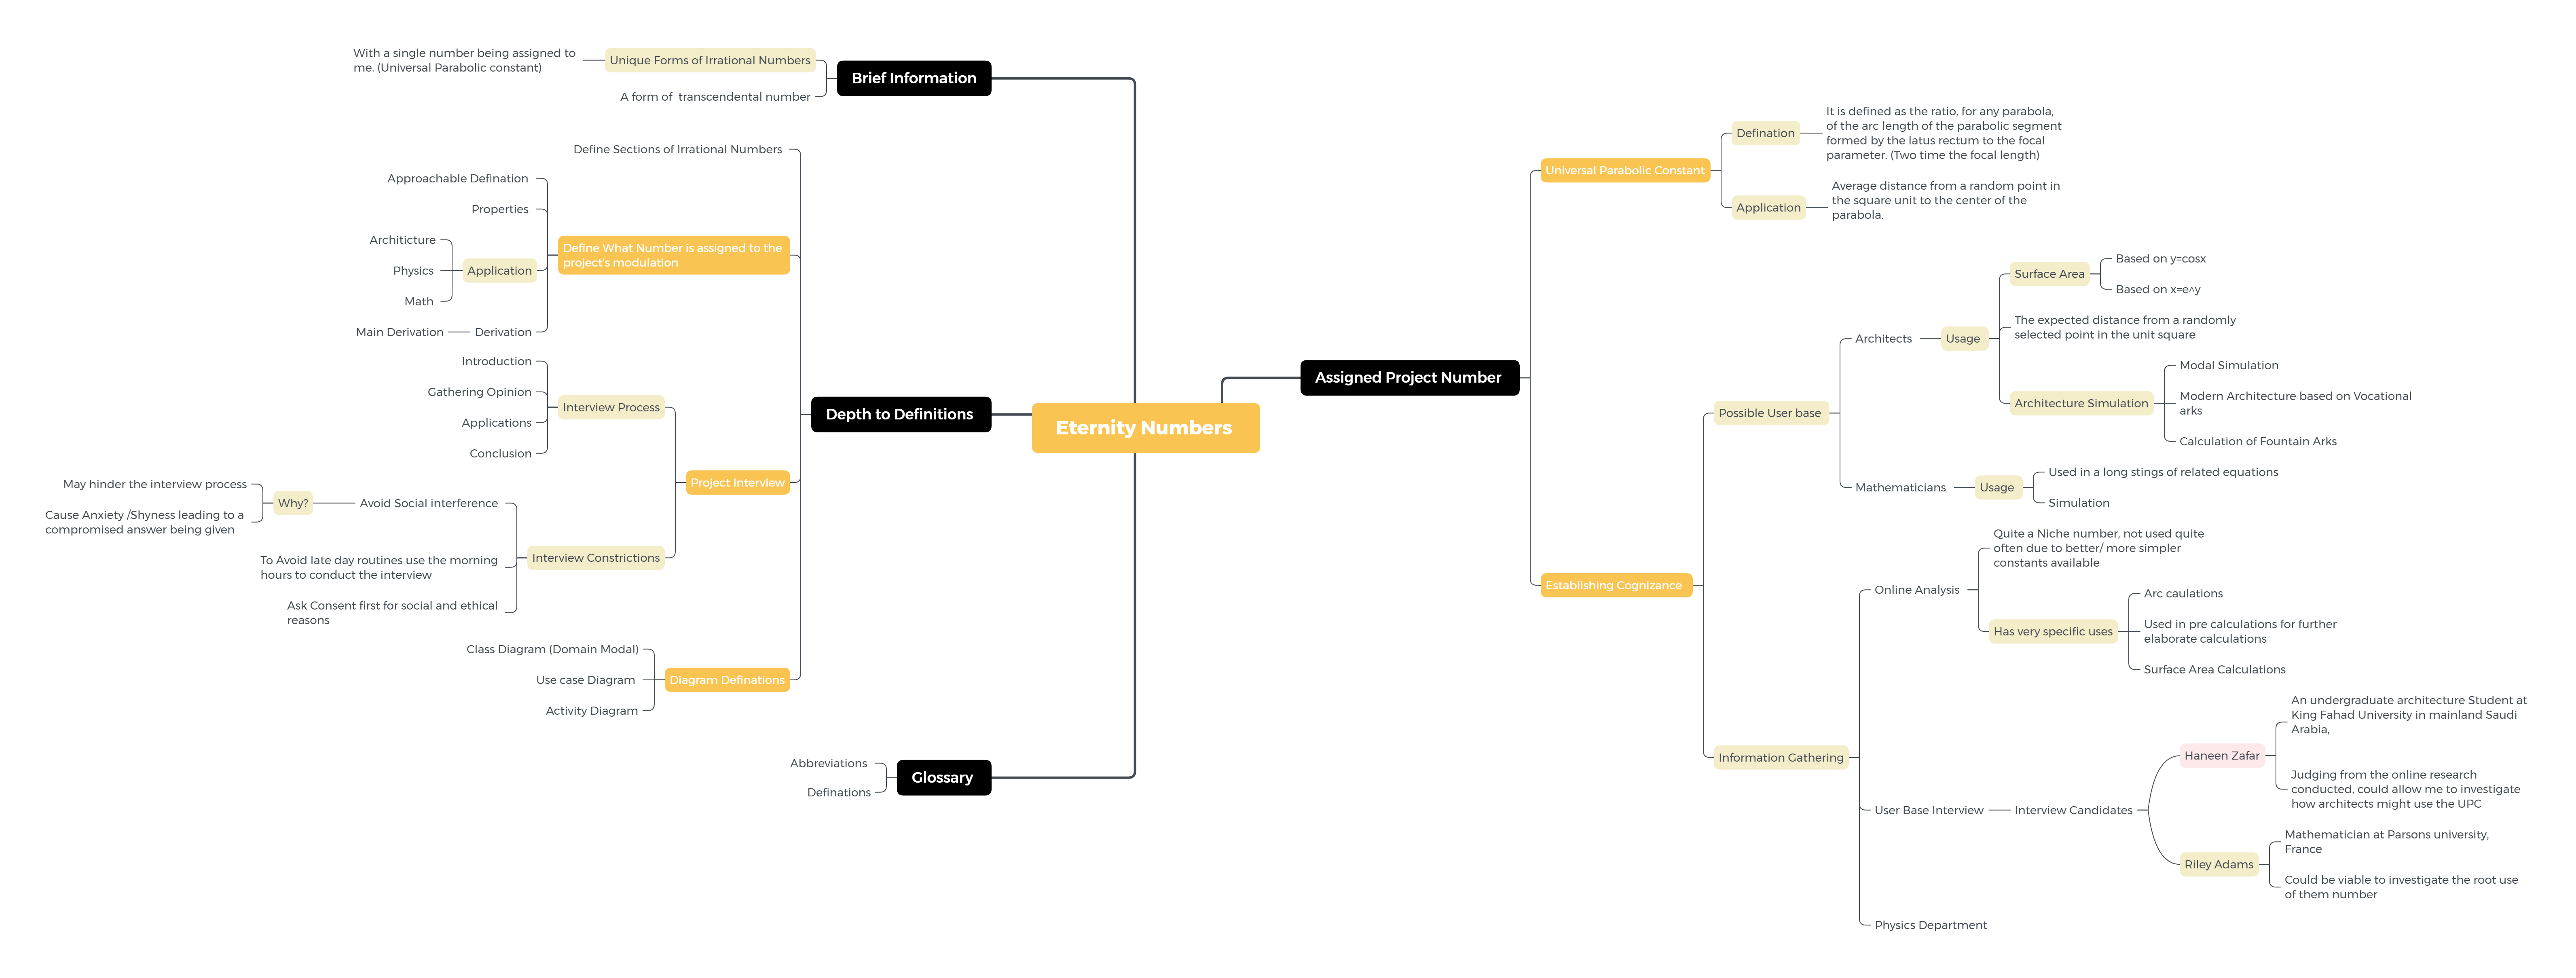 Eternity Numbers
Brief Information
Unique Forms of Irrational Numbers
With a single number being assigned to
me. (Universal Parabolic constant)
A form of  transcendental number
Depth to Definitions
Define Sections of Irrational Numbers
Define What Number is assigned to the
project's modulation
Approachable Defination
Properties
Application
Architicture
Physics
Math
Derivation
Main Derivation
Project Interview
Interview Process
Introduction
Gathering Opinion
Applications
Conclusion
Interview Constrictions
Avoid Social interference
Why?
May hinder the interview process
Cause Anxiety /Shyness leading to a
compromised answer being given
To Avoid late day routines use the morning
hours to conduct the interview
Ask Consent first for social and ethical
reasons
Diagram Definations
Class Diagram (Domain Modal)
Use case Diagram
Activity Diagram
Glossary
Abbreviations
Definations
Assigned Project Number
Universal Parabolic Constant
Defination
It is defined as the ratio, for any parabola,
of the arc length of the parabolic segment
formed by the latus rectum to the focal
parameter. (Two time the focal length)
Application
Average distance from a random point in
the square unit to the center of the
parabola.
Establishing Cognizance
Possible User base
Architects
Usage
Surface Area
Based on y=cosx
Based on x=e^y
The expected distance from a randomly
selected point in the unit square
Architecture Simulation
Modal Simulation
Modern Architecture based on Vocational
arks
Calculation of Fountain Arks
Mathematicians
Usage
Used in a long stings of related equations
Simulation
Information Gathering
Online Analysis
Quite a Niche number, not used quite
often due to better/ more simpler
constants available
Has very specific uses
Arc caulations
Used in pre calculations for further
elaborate calculations
Surface Area Calculations
User Base Interview
Interview Candidates
Haneen Zafar
An undergraduate architecture Student at
King Fahad University in mainland Saudi
Arabia,
Judging from the online research
conducted, could allow me to investigate
how architects might use the UPC
Riley Adams
Mathematician at Parsons university,
France
Could be viable to investigate the root use
of them number
Physics Department